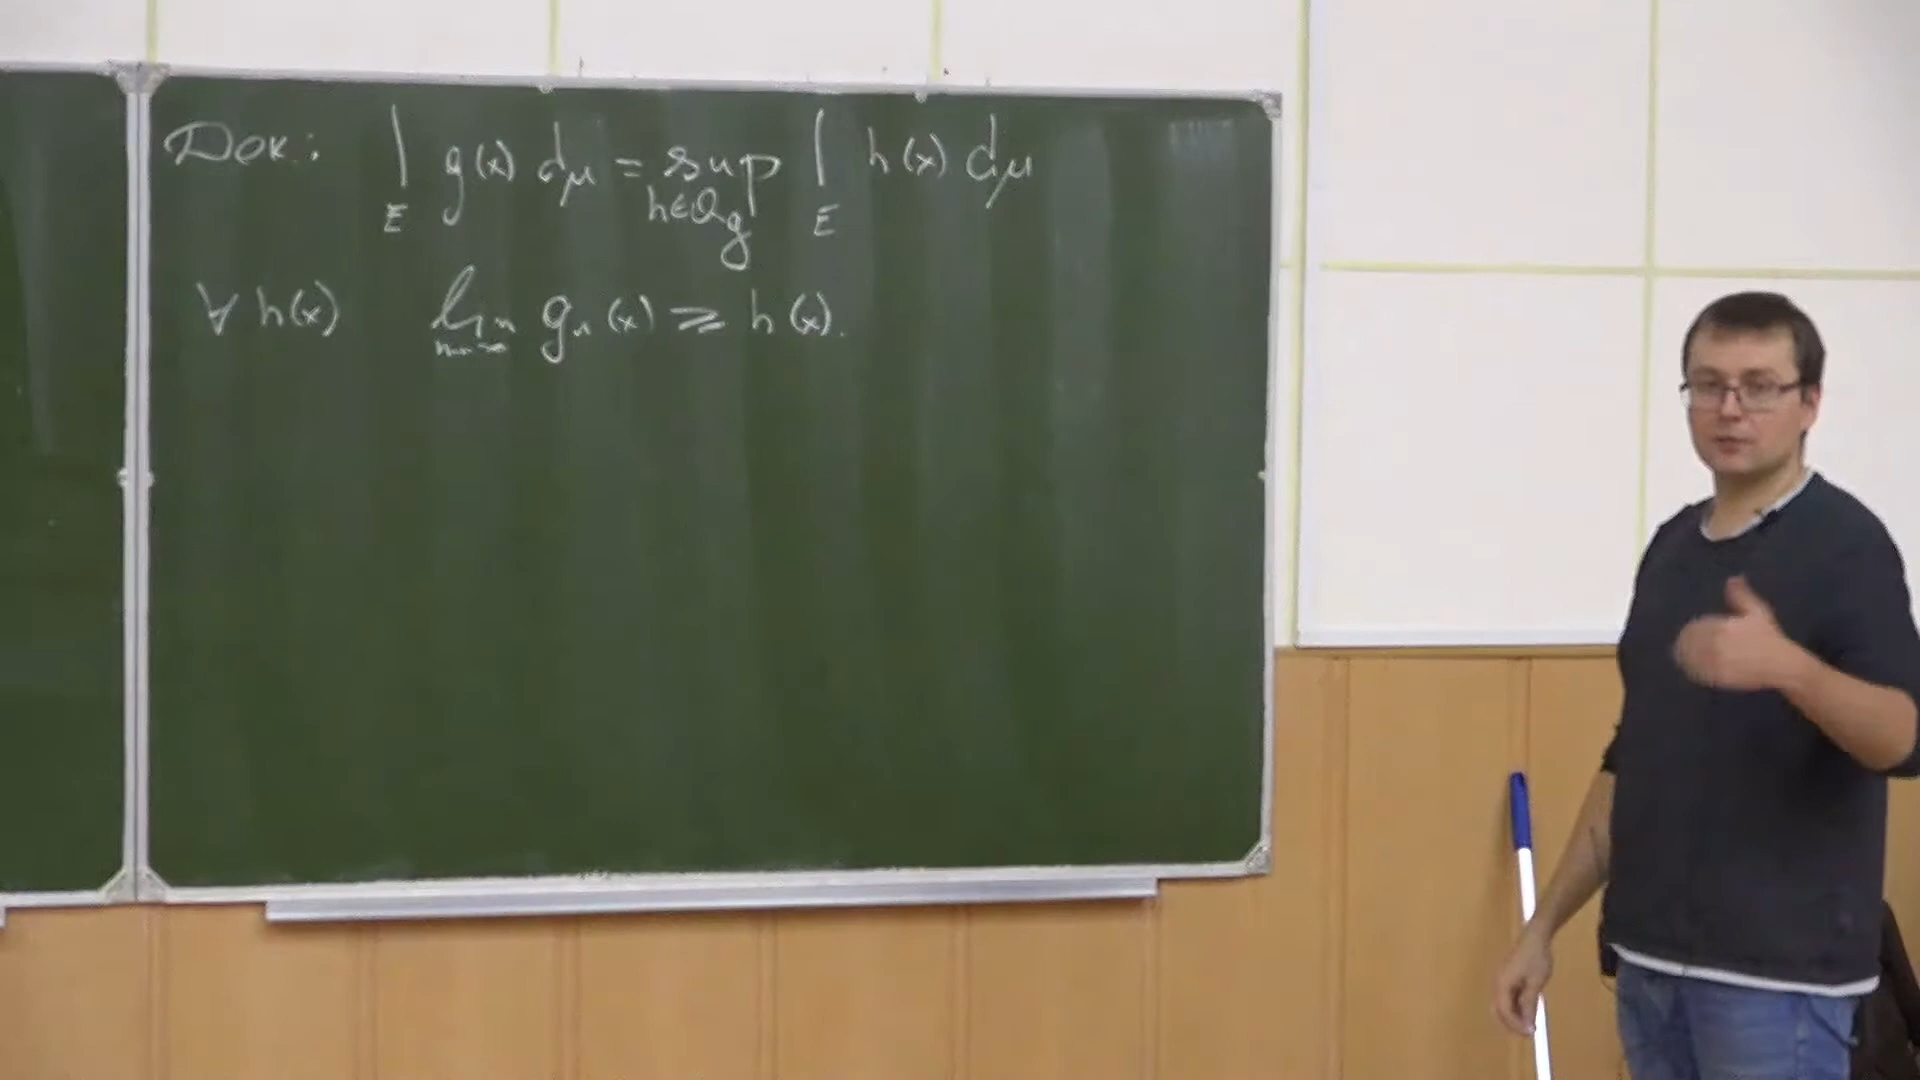 Док: ∫_E g(x) dμ = sup_{h∈Q_g} ∫_E h(x) dμ
∀ h(x) lim_{n→∞} g_n(x) ⩾ h(x).